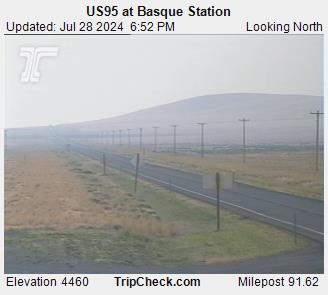 US95 at Basque Station
Updated: Jul 28 2024 6:52 PM Looking North
Elevation 4460 TripCheck.com Milepost 91.62